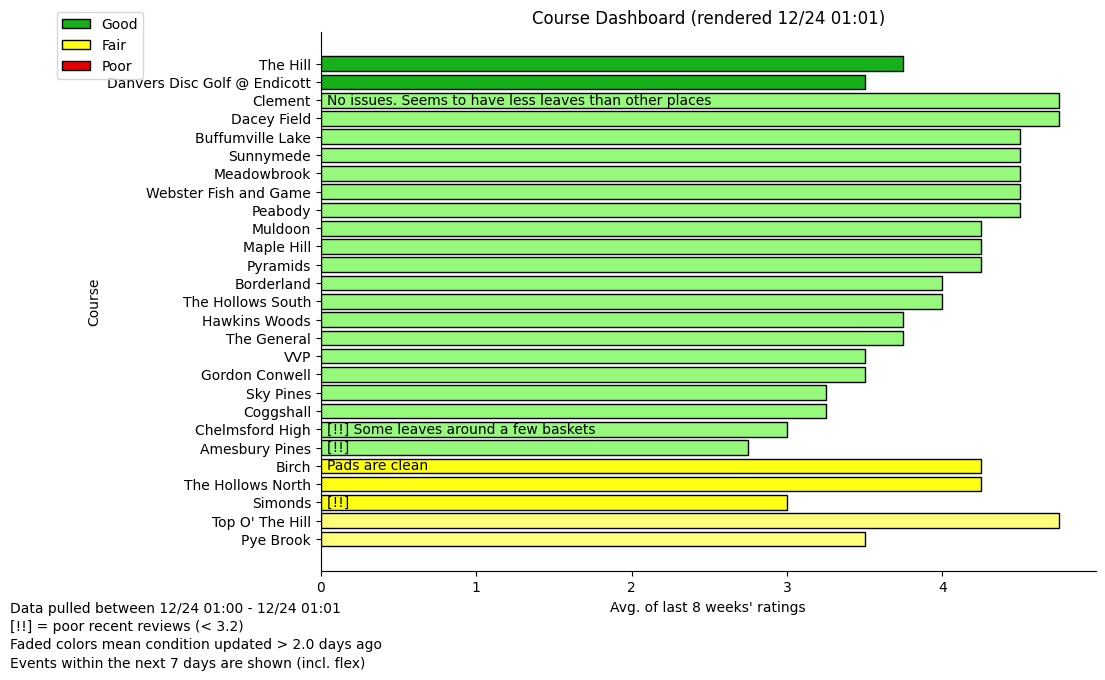 Course Dashboard (rendered 12/24 01:01)
Good
Fair
Poor
The Hill
Danvers Disc Golf @ Endicott
Clement
No issues. Seems to have less leaves than other places
Dacey Field
Buffumville Lake
Sunnymede
Meadowbrook
Webster Fish and Game
Peabody
Muldoon
Maple Hill
Pyramids
Borderland
The Hollows South
Hawkins Woods
The General
VVP
Gordon Conwell
Sky Pines
Coggshall
Chelmsford High
[!!] Some leaves around a few baskets
Amesbury Pines
[!!]
Birch
Pads are clean
The Hollows North
Simonds
[!!]
Top O' The Hill
Pye Brook
Course
0 1 2 3 4
Avg. of last 8 weeks' ratings
Data pulled between 12/24 01:00 - 12/24 01:01
[!!] = poor recent reviews (< 3.2)
Faded colors mean condition updated > 2.0 days ago
Events within the next 7 days are shown (incl. flex)